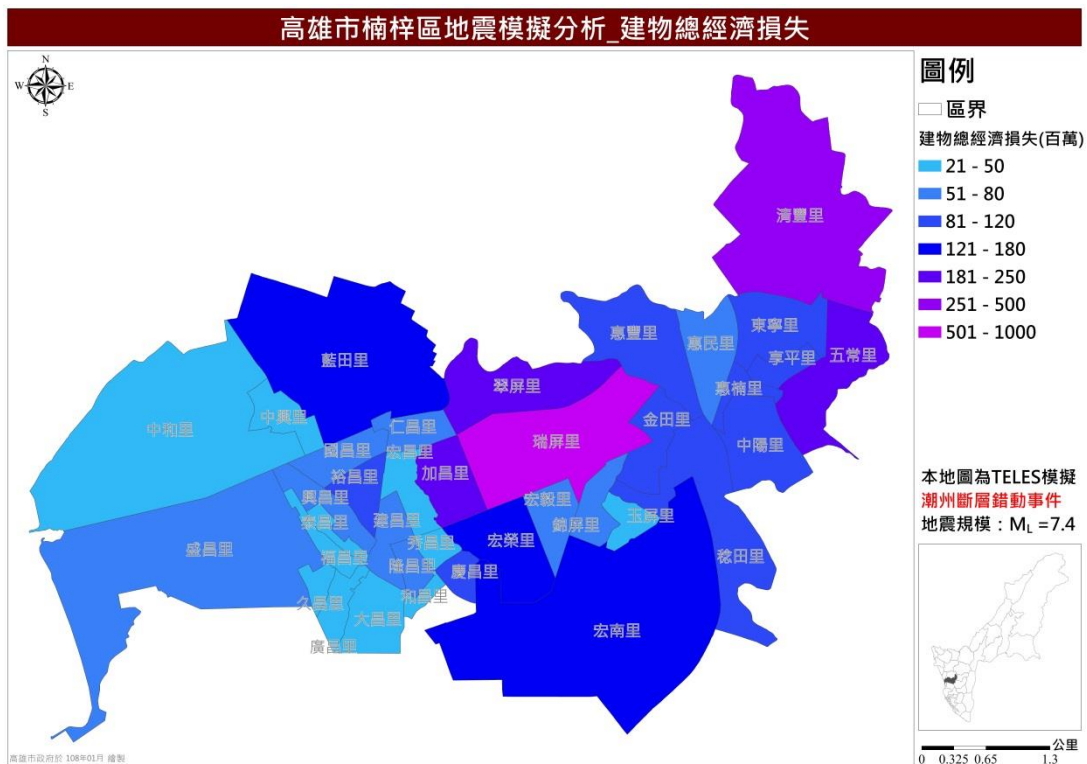 高雄市楠梓區地震模擬分析_建物總經濟損失
N
W
E
S
圖例
區界
建物總經濟損失(百萬)
21 - 50
51 - 80
81 - 120
121 - 180
181 - 250
251 - 500
501 - 1000
清豐里
惠豐里
惠民里
東寧里
享平里
五常里
藍田里
翠屏里
惠楠里
中和里
中興里
仁昌里
金田里
國昌里
宏昌里
瑞屏里
中陽里
裕昌里
加昌里
興昌里
宏毅里
泰昌里
建昌里
錦屏里
玉屏里
盛昌里
福昌里
秀昌里
宏榮里
隆昌里
慶昌里
稔田里
久昌里
和昌里
大昌里
宏南里
廣昌里
本地圖為TELES模擬
潮州斷層錯動事件
地震規模：ML =7.4
公里
0 0.325 0.65 1.3
高雄市政府於 108年01月 繪製